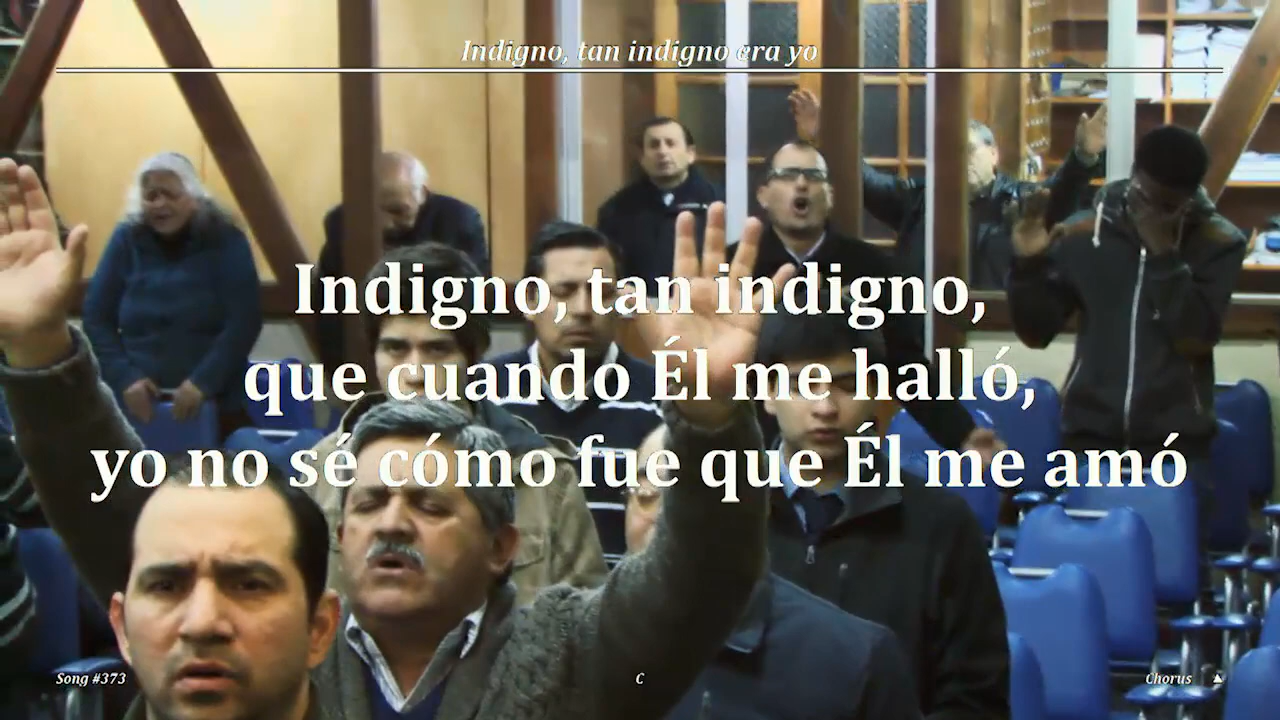 Indigno, tan indigno era yo
Indigno, tan indigno,
que cuando Él me halló,
yo no sé cómo fue que Él me amó
Song #373
C
Chorus